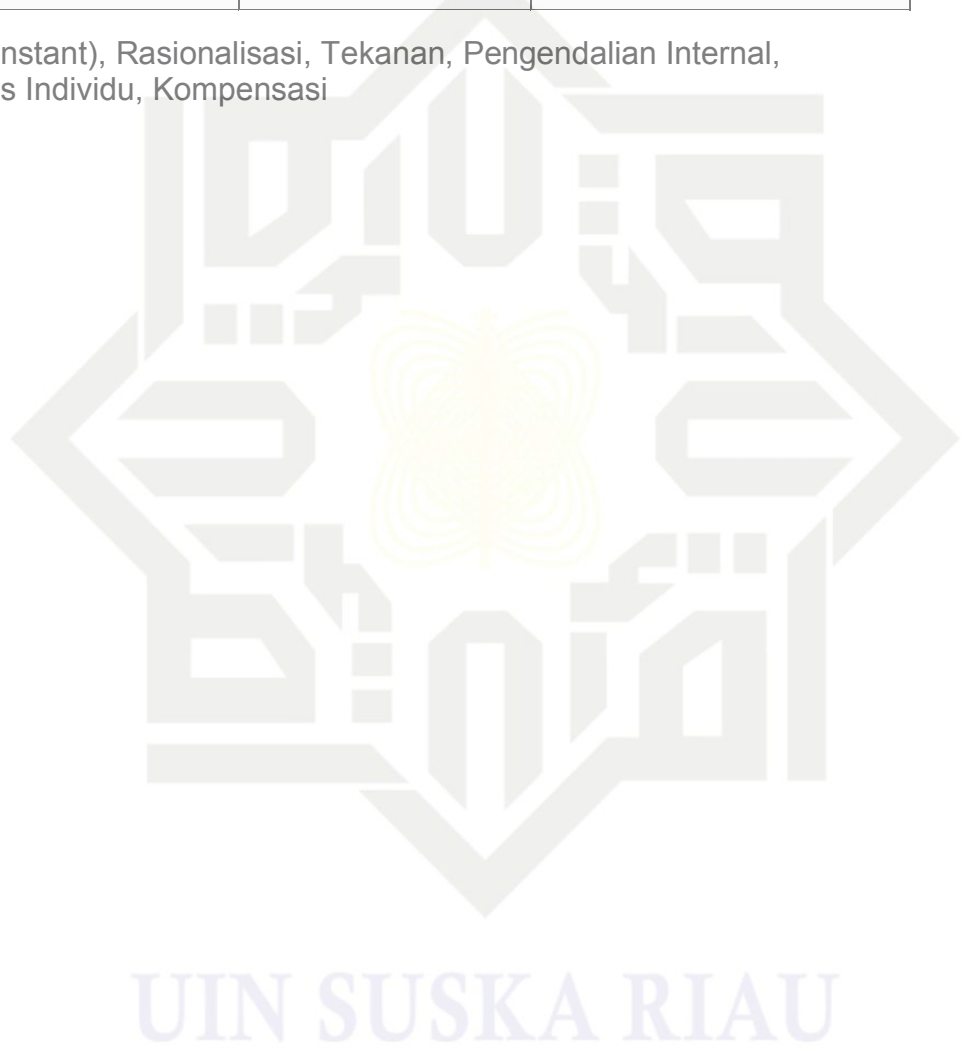 nstant), Rasionalisasi, Tekanan, Pengendalian Internal,
s Individu, Kompensasi
UIN SUSKA RIAU